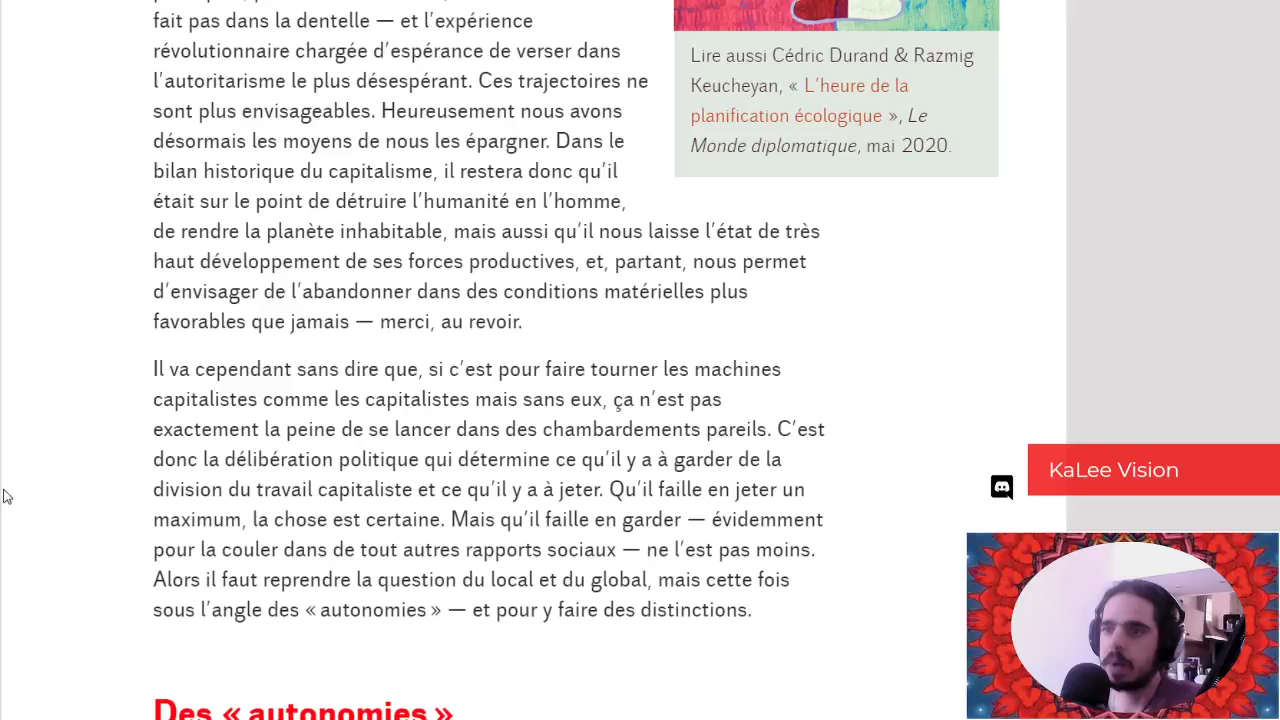 fait pas dans la dentelle — et l’expérience
révolutionnaire chargée d’espérance de verser dans
l’autoritarisme le plus désespérant. Ces trajectoires ne
sont plus envisageables. Heureusement nous avons
désormais les moyens de nous les épargner. Dans le
bilan historique du capitalisme, il restera donc qu’il
était sur le point de détruire l’humanité en l’homme,
de rendre la planète inhabitable, mais aussi qu’il nous laisse l’état de très
haut développement de ses forces productives, et, partant, nous permet
d’envisager de l’abandonner dans des conditions matérielles plus
favorables que jamais — merci, au revoir.
Lire aussi Cédric Durand & Razmig
Keucheyan, « L’heure de la
planification écologique », Le
Monde diplomatique, mai 2020.
Il va cependant sans dire que, si c’est pour faire tourner les machines
capitalistes comme les capitalistes mais sans eux, ça n’est pas
exactement la peine de se lancer dans des chambardements pareils. C’est
donc la délibération politique qui détermine ce qu’il y a à garder de la
division du travail capitaliste et ce qu’il y a à jeter. Qu’il faille en jeter un
maximum, la chose est certaine. Mais qu’il faille en garder — évidemment
pour la couler dans de tout autres rapports sociaux — ne l’est pas moins.
Alors il faut reprendre la question du local et du global, mais cette fois
sous l’angle des « autonomies » — et pour y faire des distinctions.
Des « autonomies »
KaLee Vision